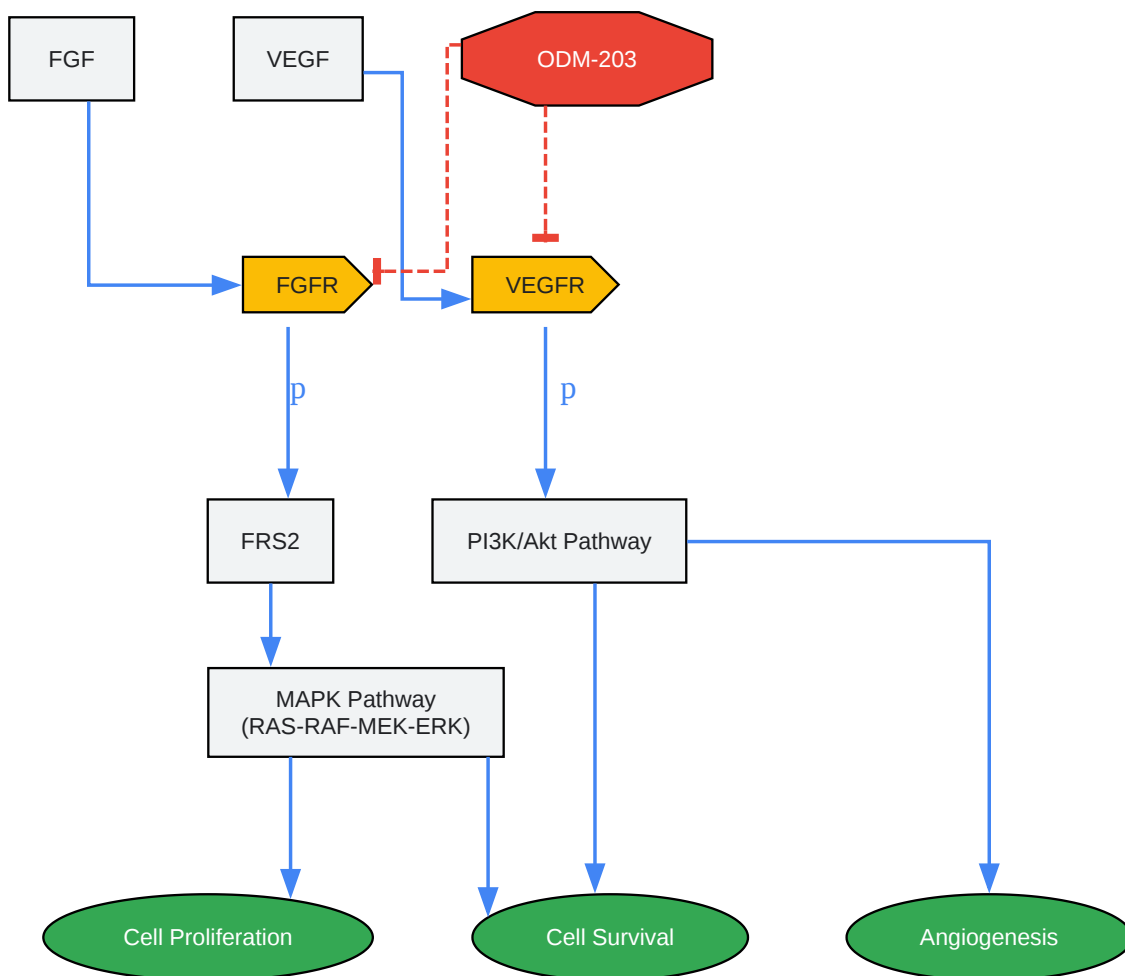 FGF
VEGF
ODM-203
FGFR
VEGFR
p
p
FRS2
PI3K/Akt Pathway
MAPK Pathway
(RAS-RAF-MEK-ERK)
Cell Proliferation
Cell Survival
Angiogenesis